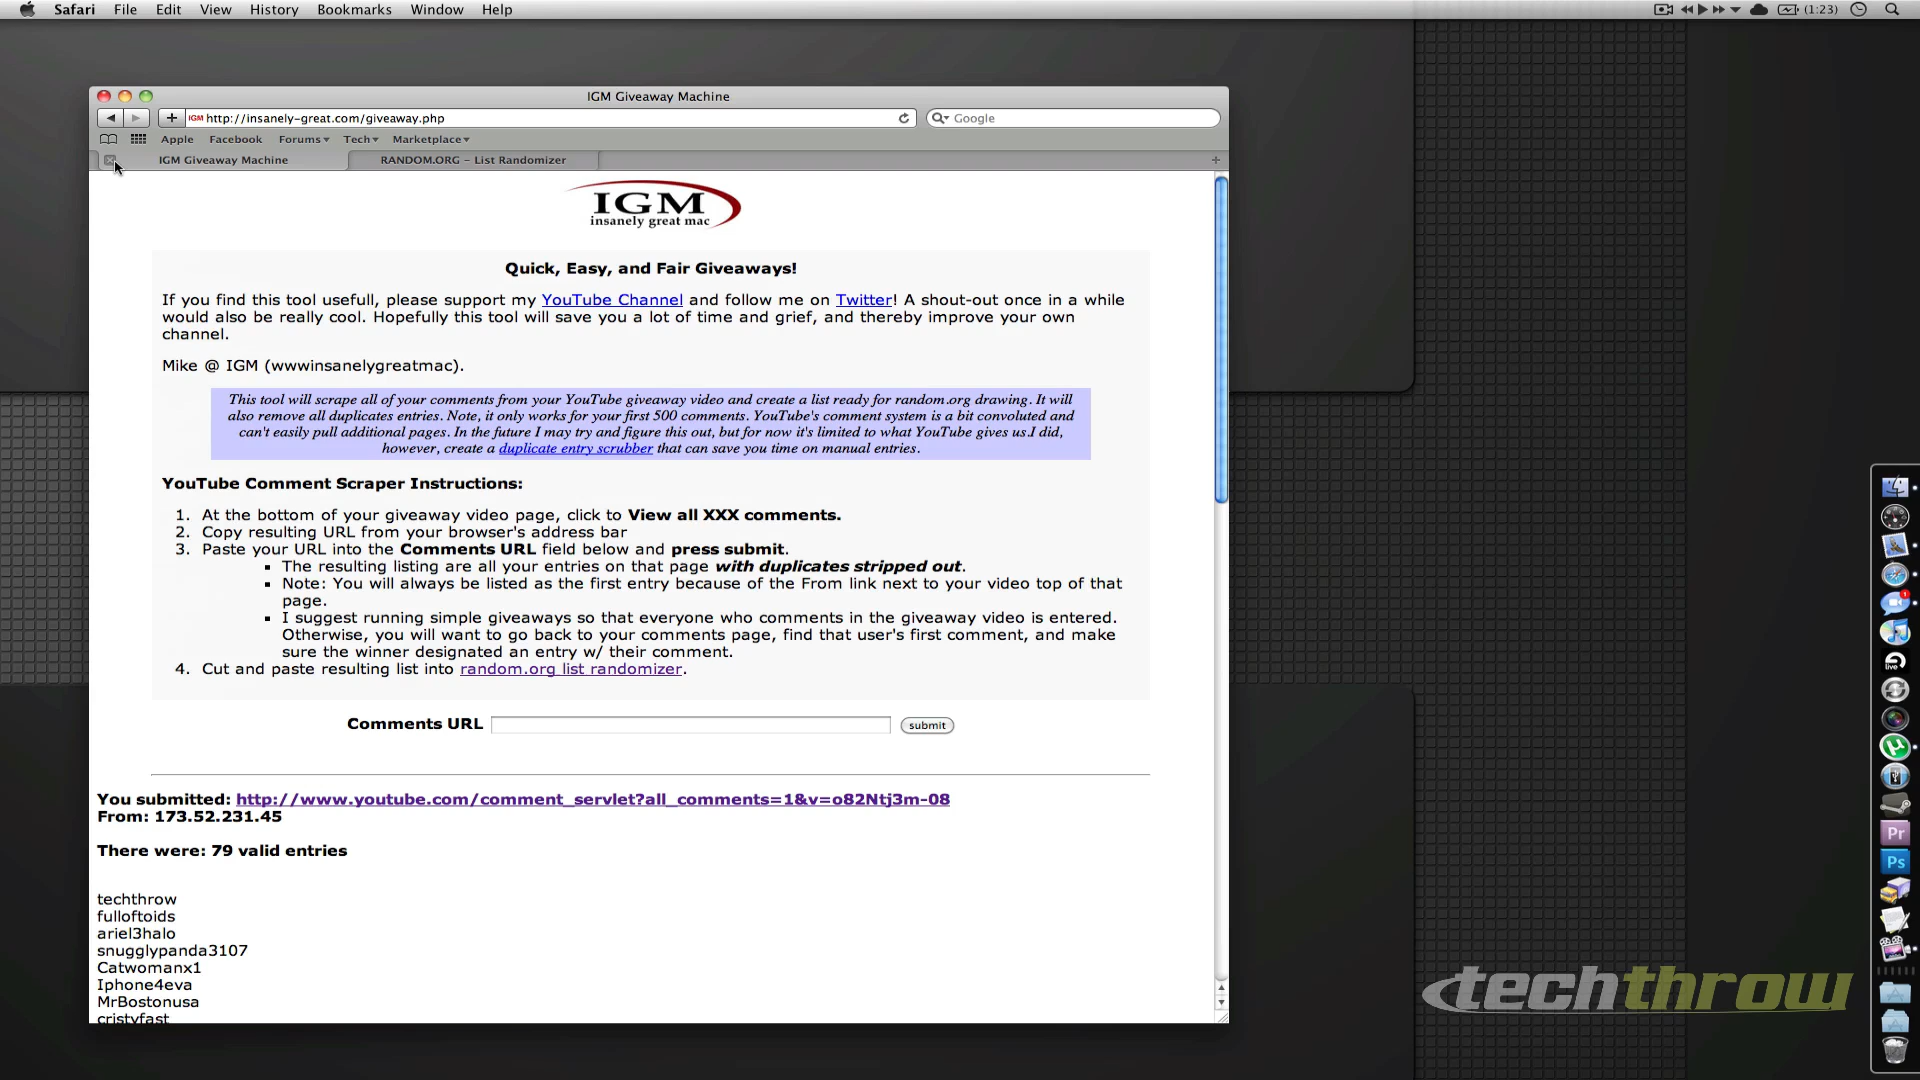 Safari File Edit View History Bookmarks Window Help (1:23)
IGM Giveaway Machine
IGM http://insanely-great.com/giveaway.php Google
Apple Facebook Forums Tech Marketplace
IGM Giveaway Machine RANDOM.ORG – List Randomizer
IGM
insanely great mac
Quick, Easy, and Fair Giveaways!
If you find this tool usefull, please support my YouTube Channel and follow me on Twitter! A shout-out once in a while
would also be really cool. Hopefully this tool will save you a lot of time and grief, and thereby improve your own
channel.
Mike @ IGM (wwwinsanelygreatmac).
This tool will scrape all of your comments from your YouTube giveaway video and create a list ready for random.org drawing. It will
also remove all duplicates entries. Note, it only works for your first 500 comments. YouTube's comment system is a bit convoluted and
can't easily pull additional pages. In the future I may try and figure this out, but for now it's limited to what YouTube gives us.I did,
however, create a duplicate entry scrubber that can save you time on manual entries.
YouTube Comment Scraper Instructions:
1. At the bottom of your giveaway video page, click to View all XXX comments.
2. Copy resulting URL from your browser's address bar
3. Paste your URL into the Comments URL field below and press submit.
The resulting listing are all your entries on that page with duplicates stripped out.
Note: You will always be listed as the first entry because of the From link next to your video top of that
page.
I suggest running simple giveaways so that everyone who comments in the giveaway video is entered.
Otherwise, you will want to go back to your comments page, find that user's first comment, and make
sure the winner designated an entry w/ their comment.
4. Cut and paste resulting list into random.org list randomizer.
Comments URL submit
You submitted: http://www.youtube.com/comment_servlet?all_comments=1&v=o82Ntj3m-08
From: 173.52.231.45
There were: 79 valid entries
techthrow
fulloftoids
ariel3halo
snugglypanda3107
Catwomanx1
Iphone4eva
MrBostonusa
cristyfast
live
Pr
Ps
techthrow